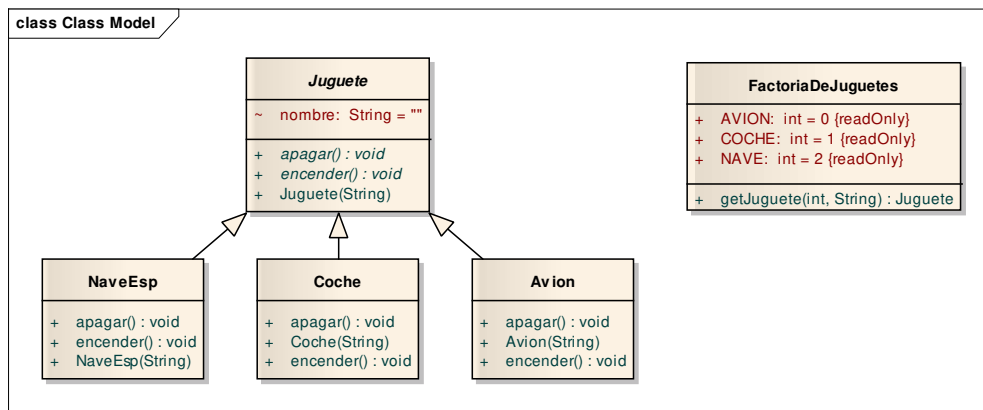 class Class Model
Juguete
~ nombre: String = ""
+ apagar() : void
+ encender() : void
+ Juguete(String)
FactoriaDeJuguetes
+ AVION: int = 0 {readOnly}
+ COCHE: int = 1 {readOnly}
+ NAVE: int = 2 {readOnly}
+ getJuguete(int, String) : Juguete
NaveEsp
+ apagar() : void
+ encender() : void
+ NaveEsp(String)
Coche
+ apagar() : void
+ Coche(String)
+ encender() : void
Avion
+ apagar() : void
+ Avion(String)
+ encender() : void